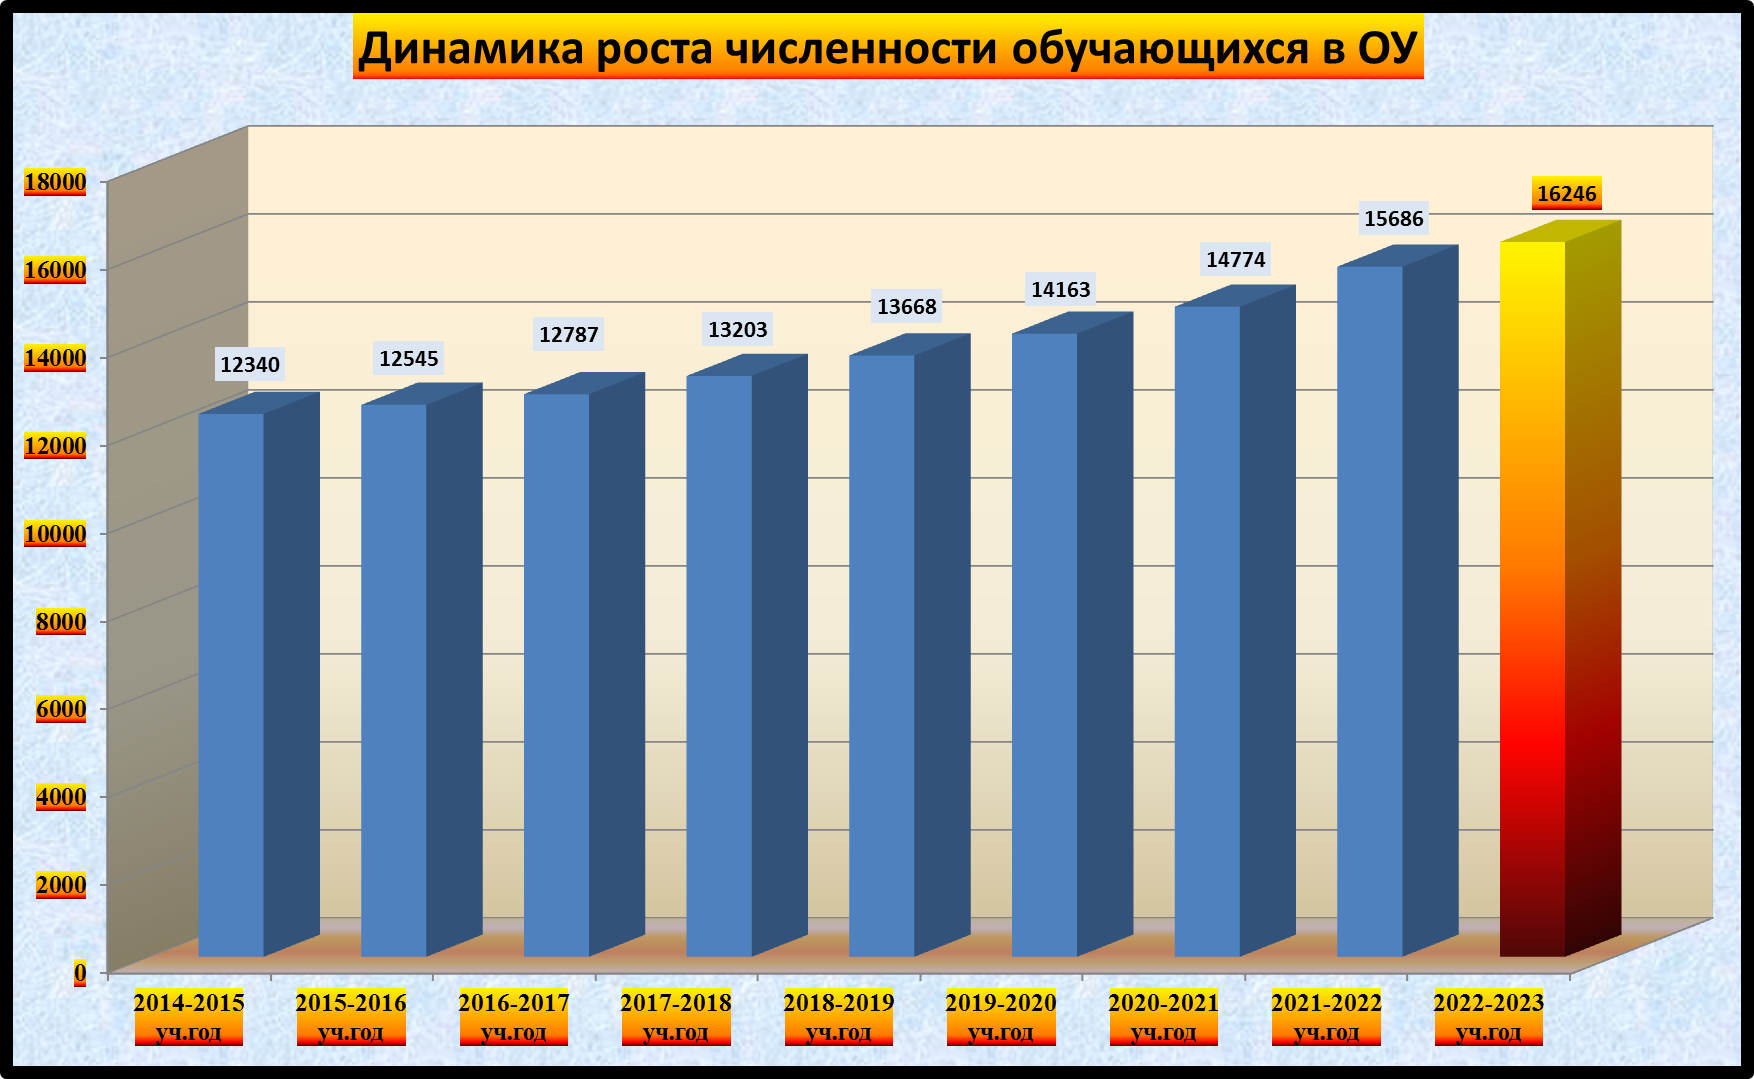 Динамика роста численности обучающихся в ОУ
18000
16000
14000
12000
10000
8000
6000
4000
2000
0
12340
12545
12787
13203
13668
14163
14774
15686
16246
2014-2015
уч.год
2015-2016
уч.год
2016-2017
уч.год
2017-2018
уч.год
2018-2019
уч.год
2019-2020
уч.год
2020-2021
уч.год
2021-2022
уч.год
2022-2023
уч.год